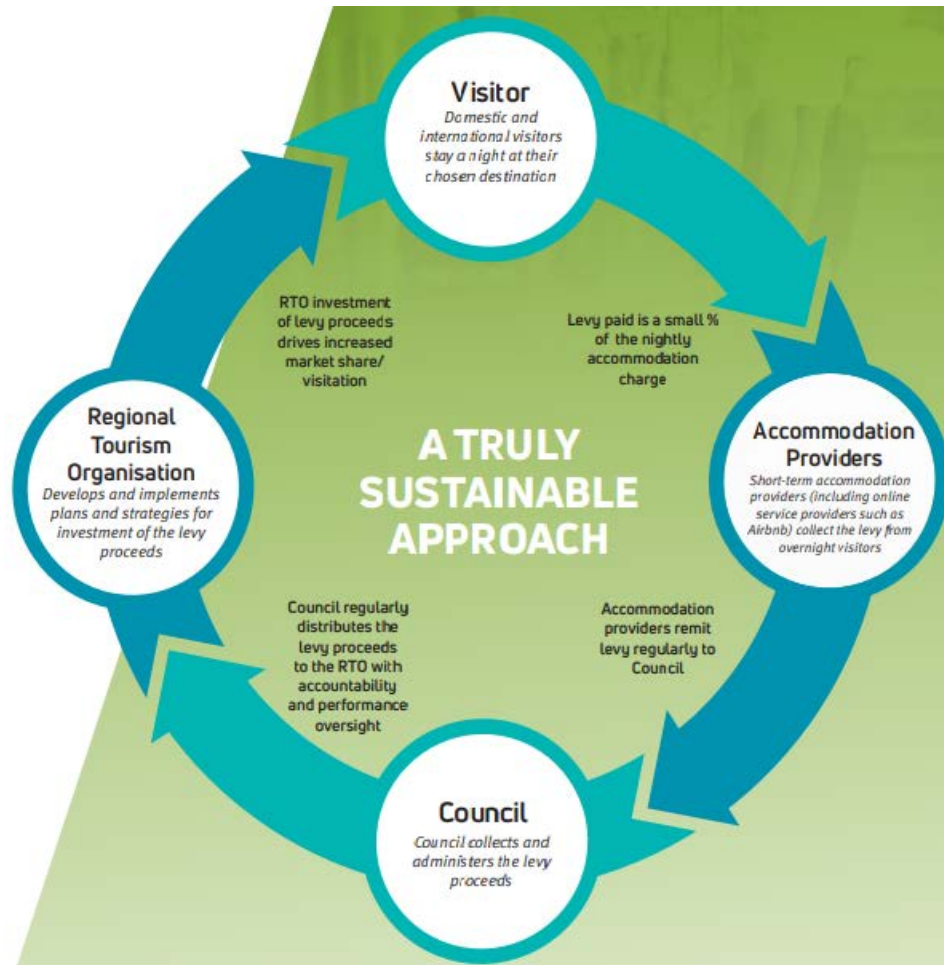 Visitor
Domestic and
international visitors
stay a night at their
chosen destination
RTO investment
of levy proceeds
drives increased
market share/
visitation
Levy paid is a small %
of the nightly
accommodation
charge
Regional
Tourism
Organisation
Develops and implements
plans and strategies for
investment of the levy
proceeds
A TRULY
SUSTAINABLE
APPROACH
Accommodation
Providers
Short-term accommodation
providers (including online
service providers such as
Airbnb) collect the levy from
overnight visitors
Council regularly
distributes the
levy proceeds
to the RTO with
accountability
and performance
oversight
Accommodation
providers remit
levy regularly to
Council
Council
Council collects and
administers the levy
proceeds